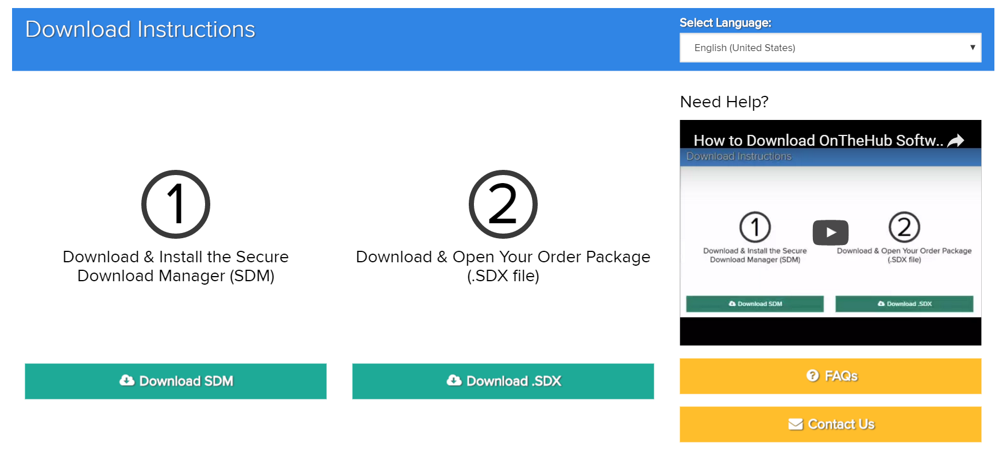 Download Instructions
Select Language:
English (United States)
1
Download & Install the Secure
Download Manager (SDM)
Download SDM
2
Download & Open Your Order Package
(.SDX file)
Download .SDX
Need Help?
How to Download OnTheHub Softw..
Download Instructions
1
Download & Install the Secure
Download Manager (SDM)
Download SDM
2
Download & Open Your Order Package
(.SDX file)
Download .SDX
FAQs
Contact Us